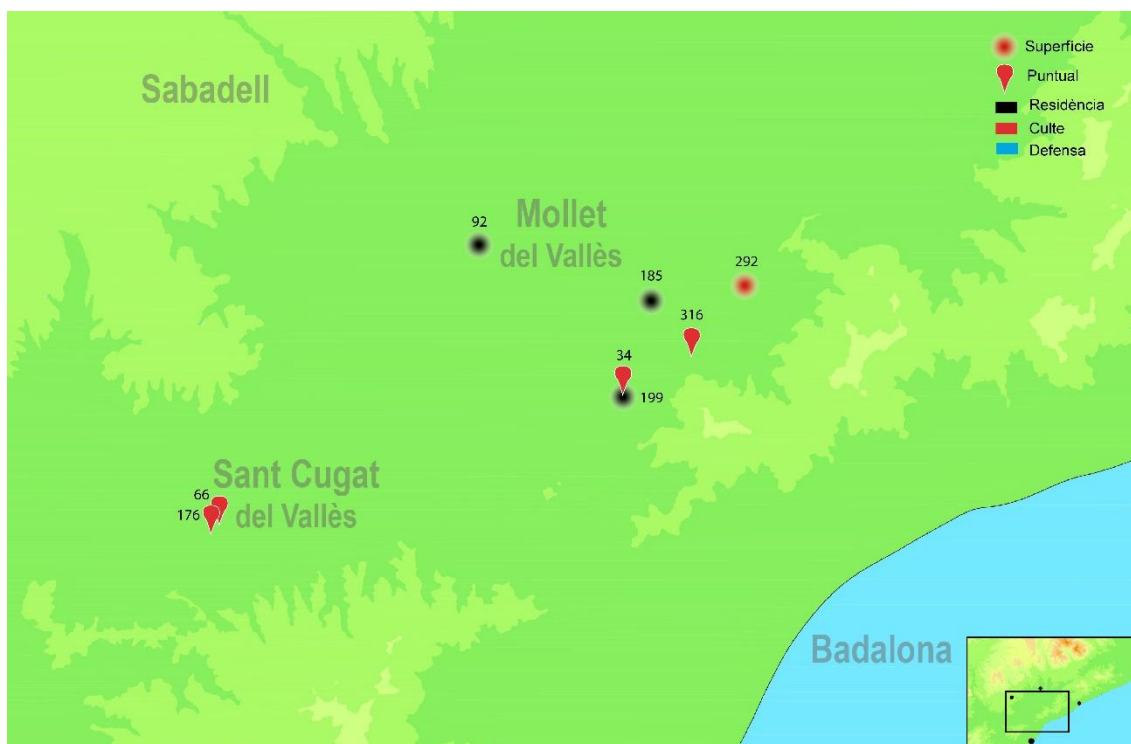 Superfície
Puntual
Residència
Culte
Defensa
Sabadell
Mollet
del Vallès
92
185
292
316
34
199
Sant Cugat
del Vallès
66
176
Badalona